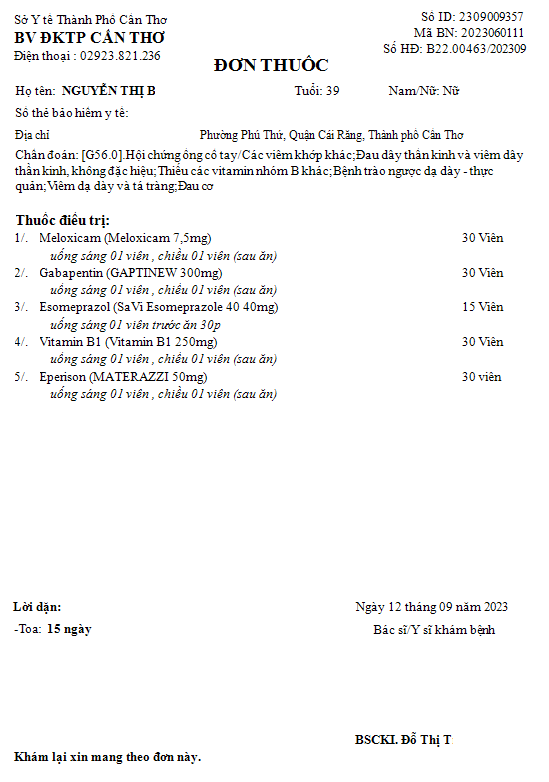 Sở Y tế Thành Phố Cần Thơ
Số ID: 2309009357
BV ĐKTP CẦN THƠ
Mã BN: 2023060111
Điện thoại : 02923.821.236
Số HĐ: B22.00463/202309
ĐƠN THUỐC
Họ tên: NGUYỄN THỊ B
Tuổi: 39
Nam/Nữ: Nữ
Số thẻ bảo hiểm y tế:
Địa chỉ
Phường Phú Thứ, Quận Cái Răng, Thành phố Cần Thơ
Chẩn đoán: [G56.0].Hội chứng ống cổ tay/Các viêm khớp khác;Đau dây thần kinh và viêm dây
thần kinh, không đặc hiệu;Thiếu các vitamin nhóm B khác;Bệnh trào ngược dạ dày - thực
quản;Viêm dạ dày và tá tràng;Đau cơ
Thuốc điều trị:
1/. Meloxicam (Meloxicam 7,5mg) 30 Viên
uống sáng 01 viên , chiều 01 viên (sau ăn)
2/. Gabapentin (GAPTINEW 300mg) 30 Viên
uống sáng 01 viên , chiều 01 viên (sau ăn)
3/. Esomeprazol (SaVi Esomeprazole 40 40mg) 15 Viên
uống sáng 01 viên trước ăn 30p
4/. Vitamin B1 (Vitamin B1 250mg) 30 Viên
uống sáng 01 viên , chiều 01 viên (sau ăn)
5/. Eperison (MATERAZZI 50mg) 30 viên
uống sáng 01 viên , chiều 01 viên (sau ăn)
Lời dặn:
Ngày 12 tháng 09 năm 2023
-Toa: 15 ngày
Bác sĩ/Y sĩ khám bệnh
BSCKI. Đỗ Thị T
Khám lại xin mang theo đơn này.